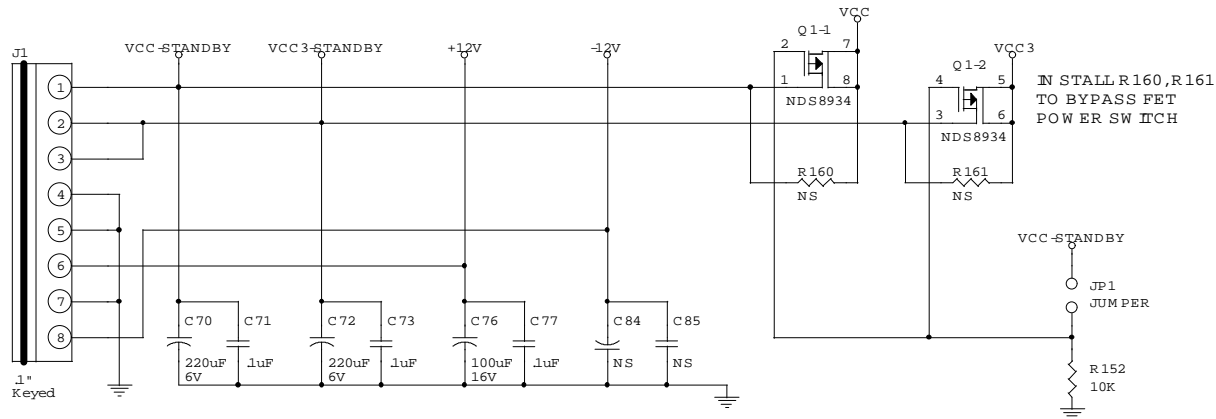 J1
VCC-STANDBY
VCC3-STANDBY
+12V
-12V
1
2
3
4
5
6
7
8
.1"
Keyed
C70
220uF
6V
C71
.1uF
C72
220uF
6V
C73
.1uF
C76
100uF
16V
C77
.1uF
C84
NS
C85
NS
VCC
Q1-1
2
7
1
8
NDS8934
R160
NS
VCC3
Q1-2
4
5
3
6
NDS8934
R161
NS
INSTALL R160,R161
TO BYPASS FET
POWER SWITCH
VCC-STANDBY
JP1
JUMPER
R152
10K